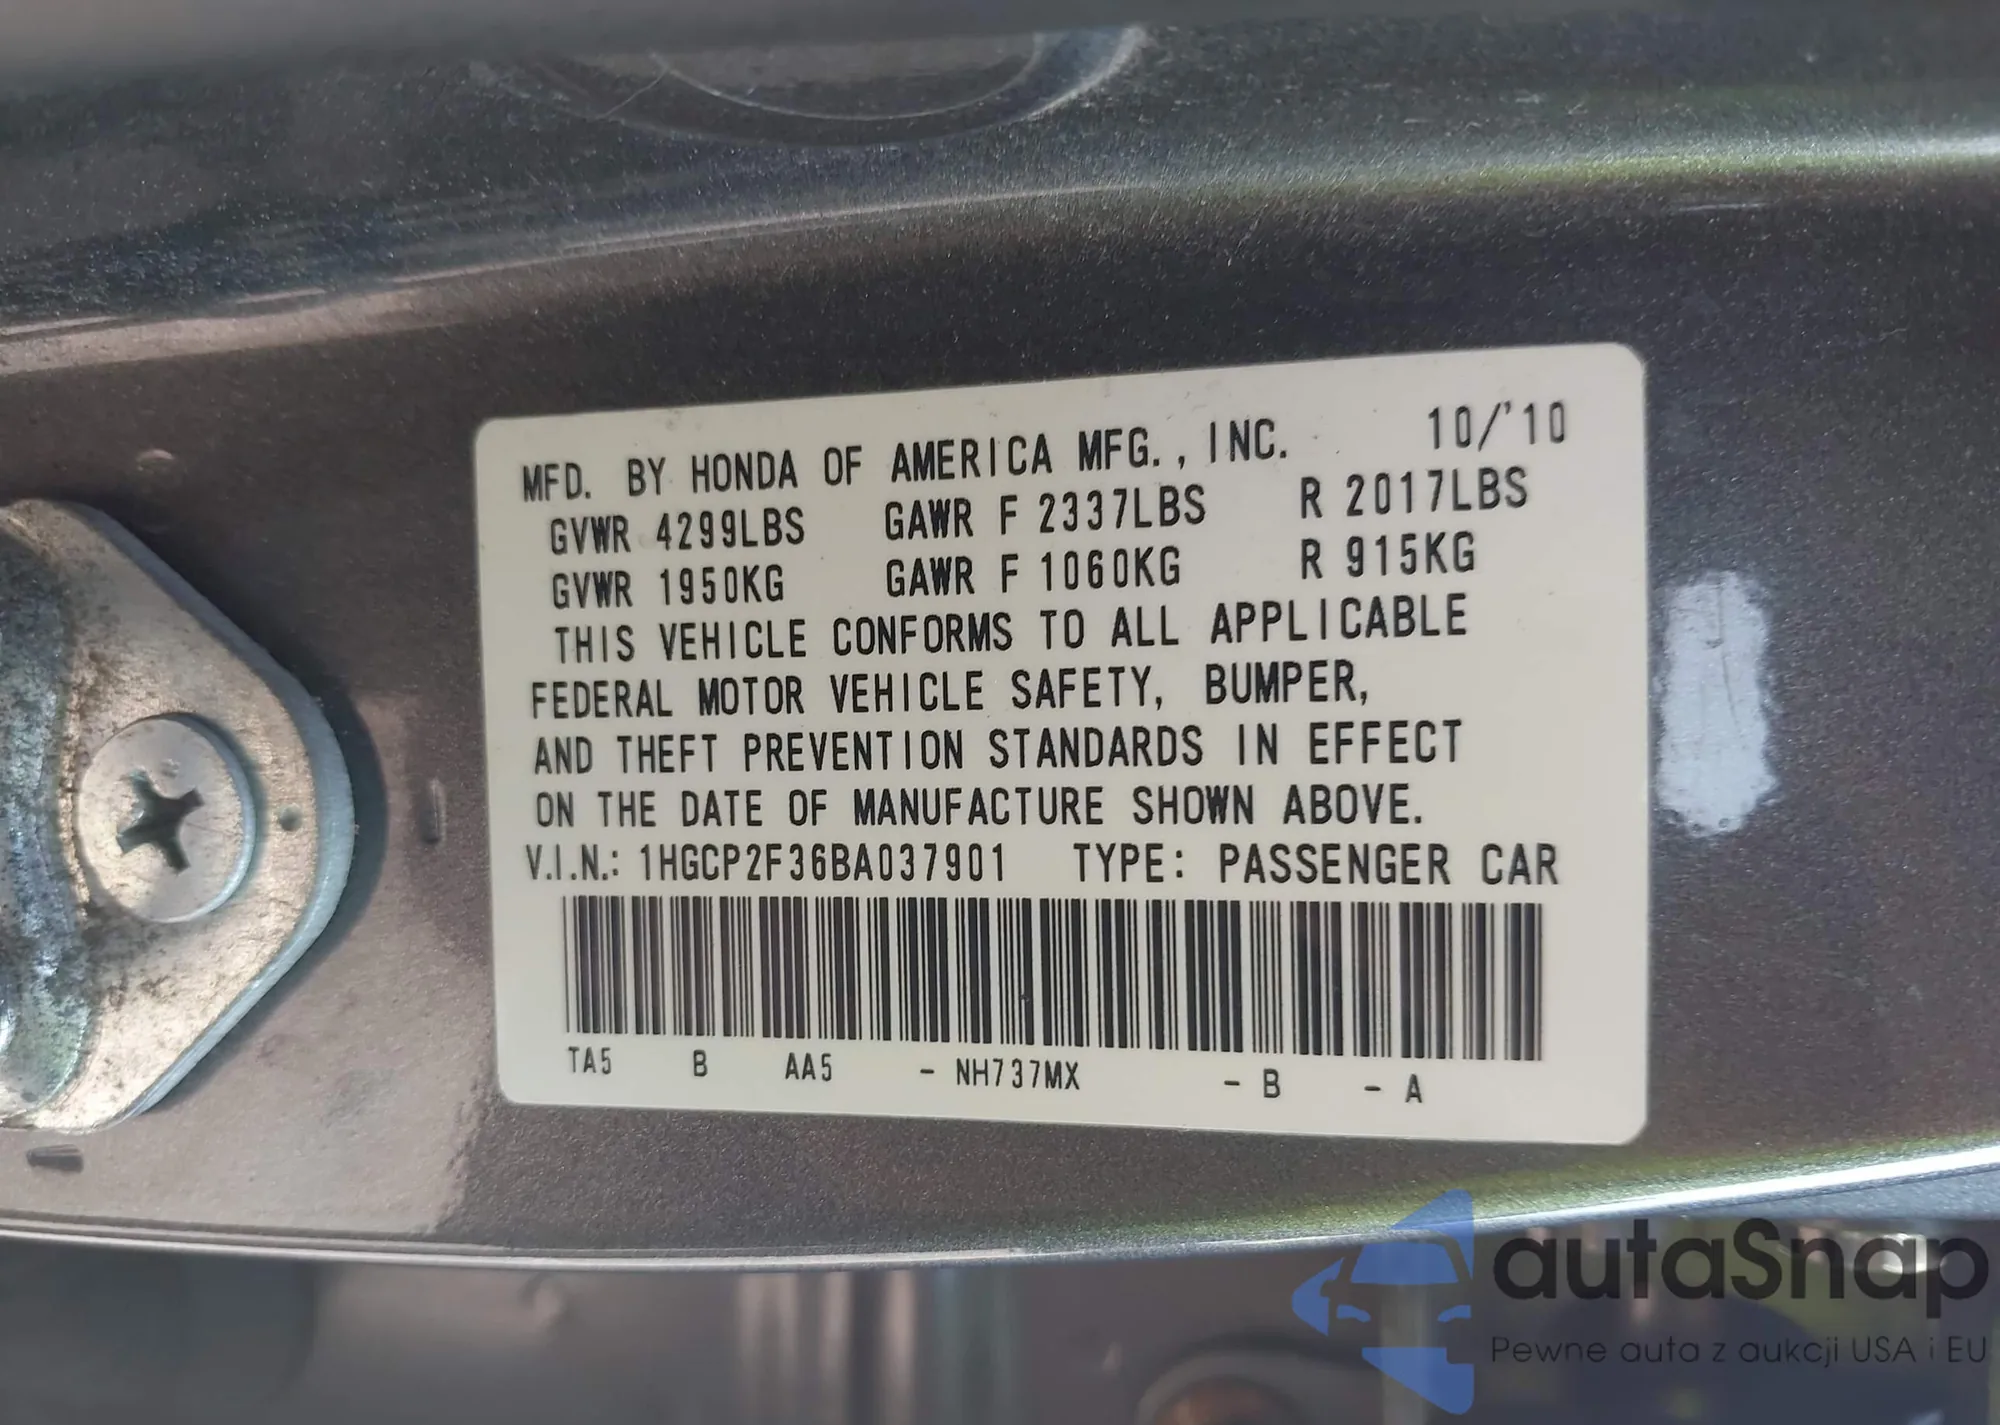 MFD. BY HONDA OF AMERICA MFG., INC. 10/'10
GVWR 4299LBS GAWR F 2337LBS R 2017LBS
GVWR 1950KG GAWR F 1060KG R 915KG
THIS VEHICLE CONFORMS TO ALL APPLICABLE
FEDERAL MOTOR VEHICLE SAFETY, BUMPER,
AND THEFT PREVENTION STANDARDS IN EFFECT
ON THE DATE OF MANUFACTURE SHOWN ABOVE.
V.I.N.: 1HGCP2F36BA037901 TYPE: PASSENGER CAR
TA5 B AA5 - NH737MX - B - A
autaSnap
Pewne auta z aukcji USA i EU